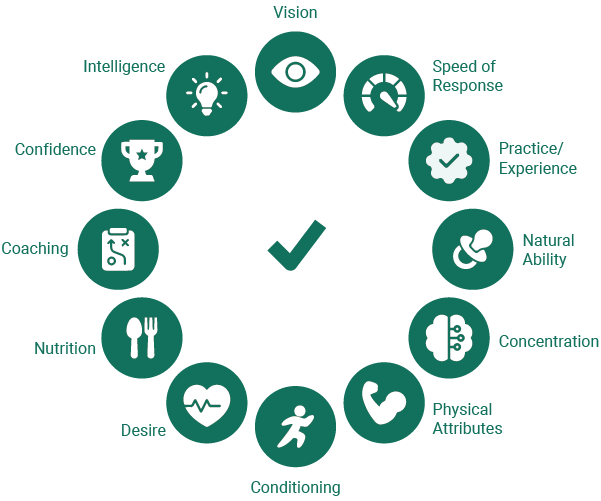 Vision
Speed of
Response
Practice/
Experience
Natural
Ability
Concentration
Physical
Attributes
Conditioning
Desire
Nutrition
Coaching
Confidence
Intelligence